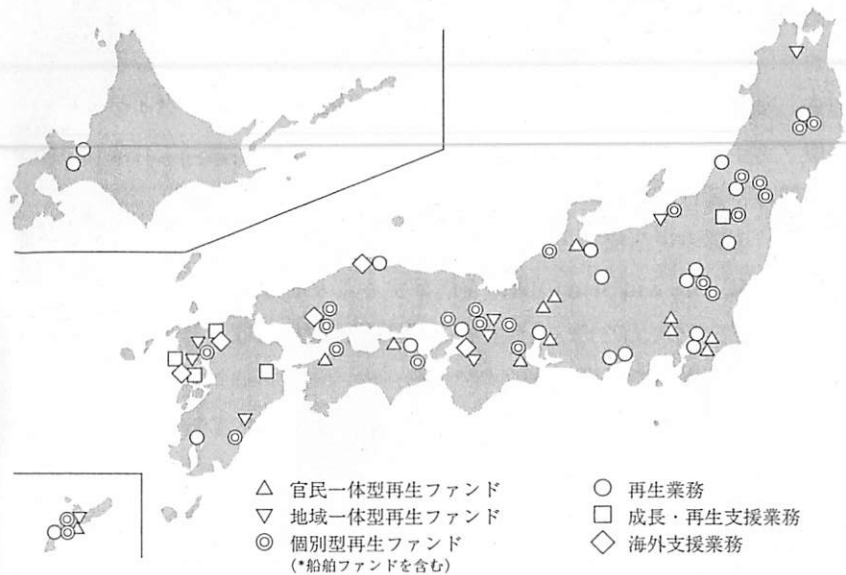 △ 官民一体型再生ファンド
▽ 地域一体型再生ファンド
◎ 個別型再生ファンド
(*船舶ファンドを含む)
○ 再生業務
□ 成長・再生支援業務
◇ 海外支援業務